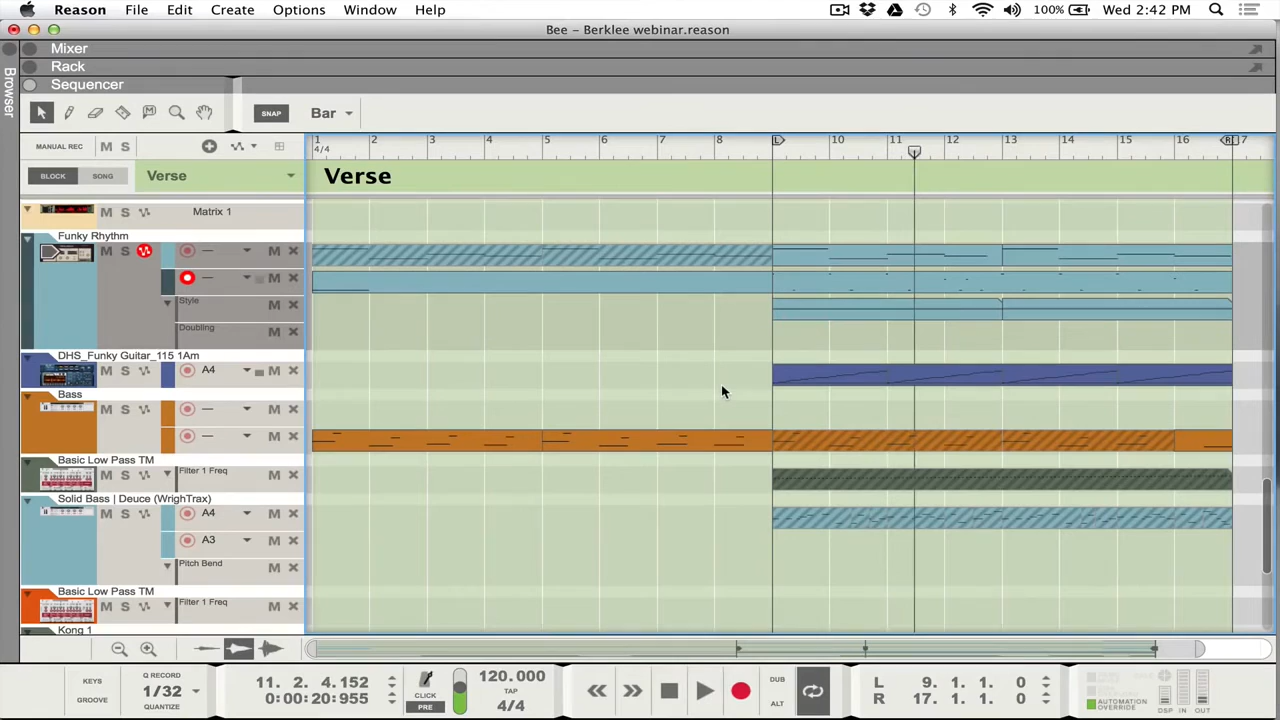 Reason File Edit Create Options Window Help 100% Wed 2:42 PM
Bee - Berklee webinar.reason
Mixer
Rack
Sequencer
Browser
SNAP Bar
MANUAL REC M S
1 2 3 4 5 6 7 8 L 10 11 12 13 14 15 16 R 17
4/4
BLOCK SONG Verse Verse
M S Matrix 1
Funky Rhythm
M S — M
— M
Style M
Doubling M
DHS_Funky Guitar_115 1Am
M S A4 M
Bass
M S — M
— M
Basic Low Pass TM
M S Filter 1 Freq M
Solid Bass | Deuce (WrighTrax)
M S A4 M
A3 M
Pitch Bend M
Basic Low Pass TM
M S Filter 1 Freq M
Kong 1
KEYS
GROOVE
Q RECORD
1/32
QUANTIZE
11. 2. 4.152
0:00:20:955
CLICK
PRE
120.000
TAP
4/4
DUB
ALT
L 9. 1. 1. 0
R 17. 1. 1. 0
AUTOMATION
OVERRIDE
DSP IN OUT